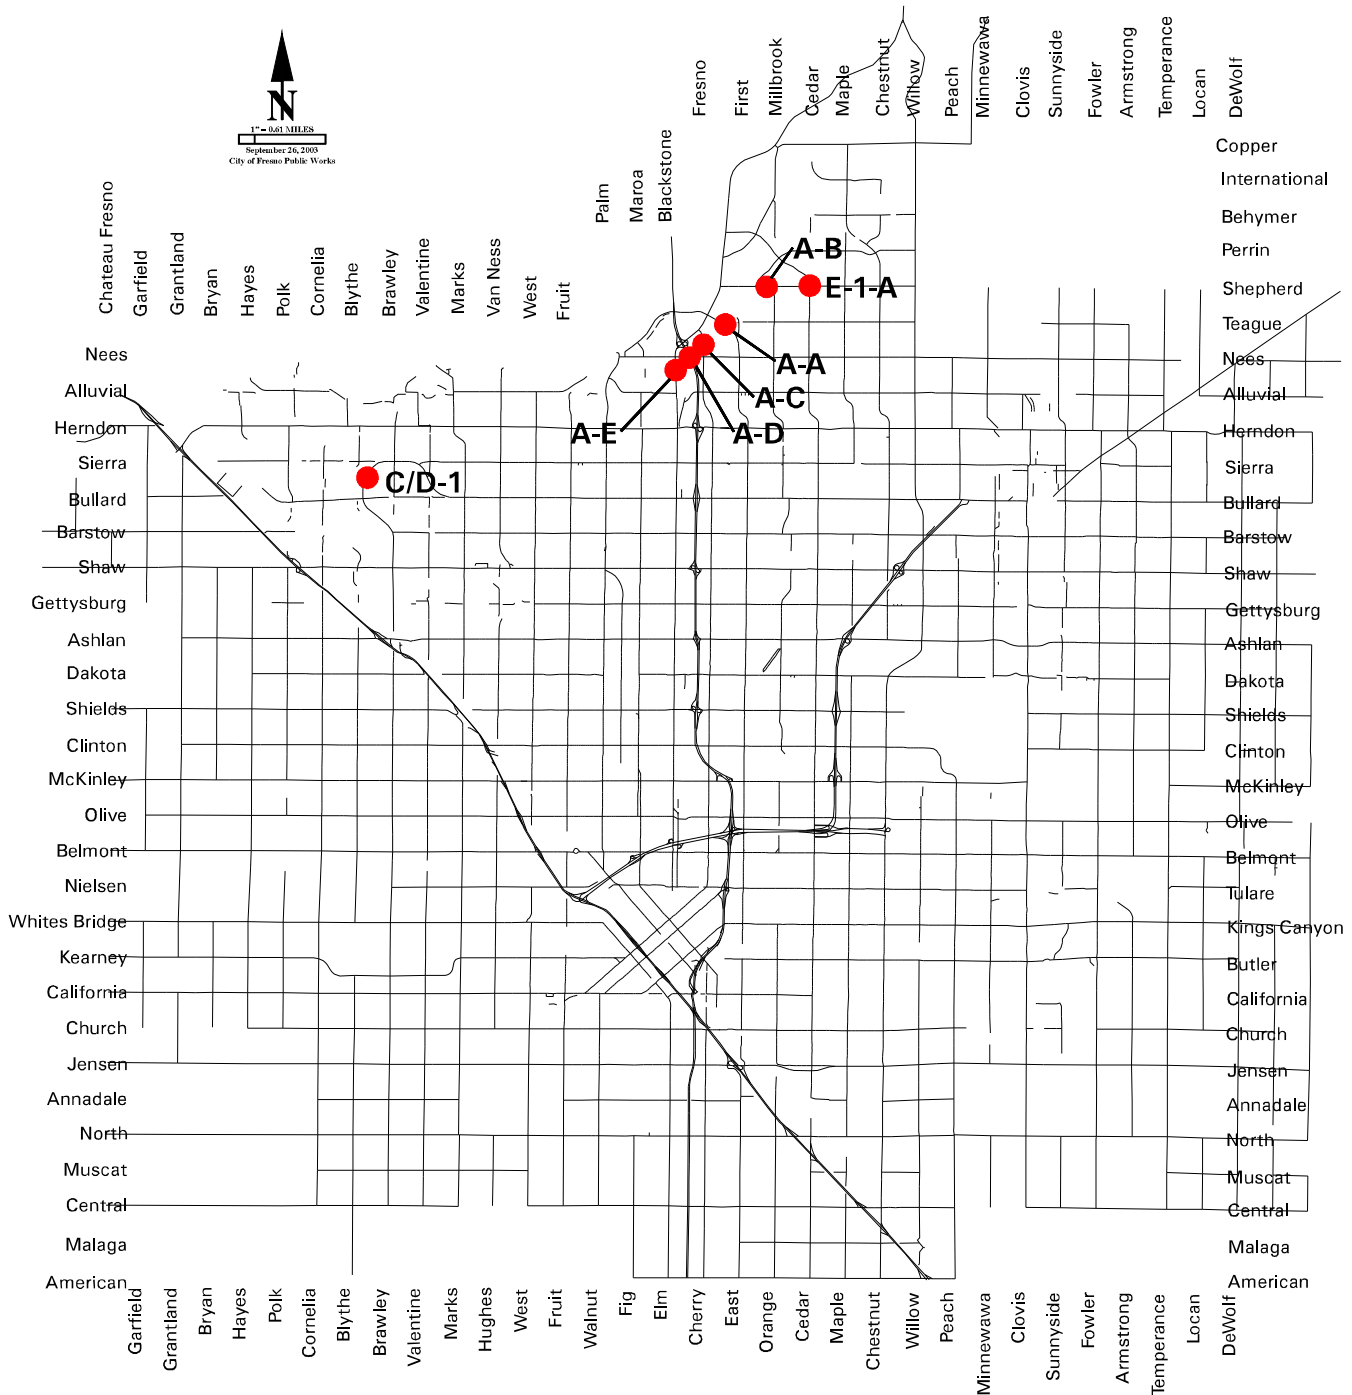 N
1" = 0.61 MILES
September 26, 2003
City of Fresno Public Works
Chateau Fresno
Garfield
Grantland
Bryan
Hayes
Polk
Cornelia
Blythe
Brawley
Valentine
Marks
Van Ness
West
Fruit
Palm
Maroa
Blackstone
Fresno
First
Millbrook
Cedar
Maple
Chestnut
Willow
Peach
Minnewawa
Clovis
Sunnyside
Fowler
Armstrong
Temperance
Locan
DeWolf
Nees
Alluvial
Herndon
Sierra
Bullard
Barstow
Shaw
Gettysburg
Ashlan
Dakota
Shields
Clinton
McKinley
Olive
Belmont
Nielsen
Whites Bridge
Kearney
California
Church
Jensen
Annadale
North
Muscat
Central
Malaga
American
A-B
E-1-A
A-A
A-C
A-E
A-D
C/D-1
Copper
International
Behymer
Perrin
Shepherd
Teague
Nees
Alluvial
Herndon
Sierra
Bullard
Barstow
Shaw
Gettysburg
Ashlan
Dakota
Shields
Clinton
McKinley
Olive
Belmont
Tulare
Kings Canyon
Butler
California
Church
Jensen
Annadale
North
Muscat
Central
Malaga
American
Garfield
Grantland
Bryan
Hayes
Polk
Cornelia
Blythe
Brawley
Valentine
Marks
Hughes
West
Fruit
Walnut
Fig
Elm
Cherry
East
Orange
Cedar
Maple
Chestnut
Willow
Peach
Minnewawa
Clovis
Sunnyside
Fowler
Armstrong
Temperance
Locan
DeWolf